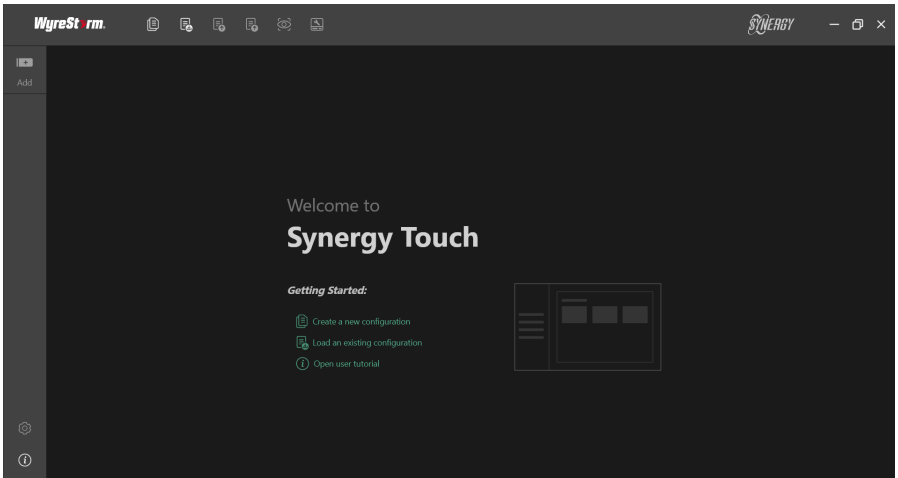 WyreStorm.
SYNERGY
Add
Welcome to
Synergy Touch
Getting Started:
Create a new configuration
Load an existing configuration
Open user tutorial